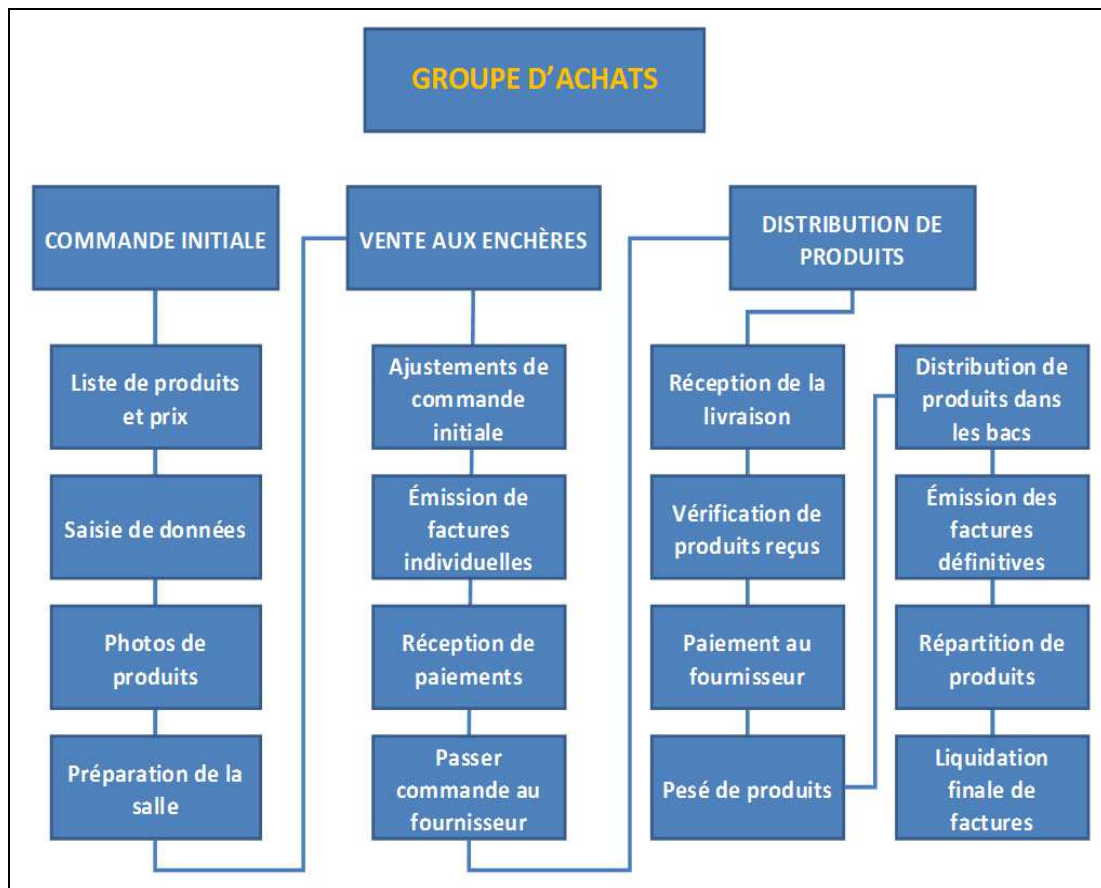 GROUPE D'ACHATS
COMMANDE INITIALE
Liste de produits
et prix
Saisie de données
Photos de
produits
Préparation de la
salle
VENTE AUX ENCHÈRES
Ajustements de
commande
initiale
Émission de
factures
individuelles
Réception de
paiements
Passer
commande au
fournisseur
DISTRIBUTION DE
PRODUITS
Réception de la
livraison
Vérification de
produits reçus
Paiement au
fournisseur
Pesé de produits
Distribution de
produits dans
les bacs
Émission des
factures
définitives
Répartition de
produits
Liquidation
finale de
factures